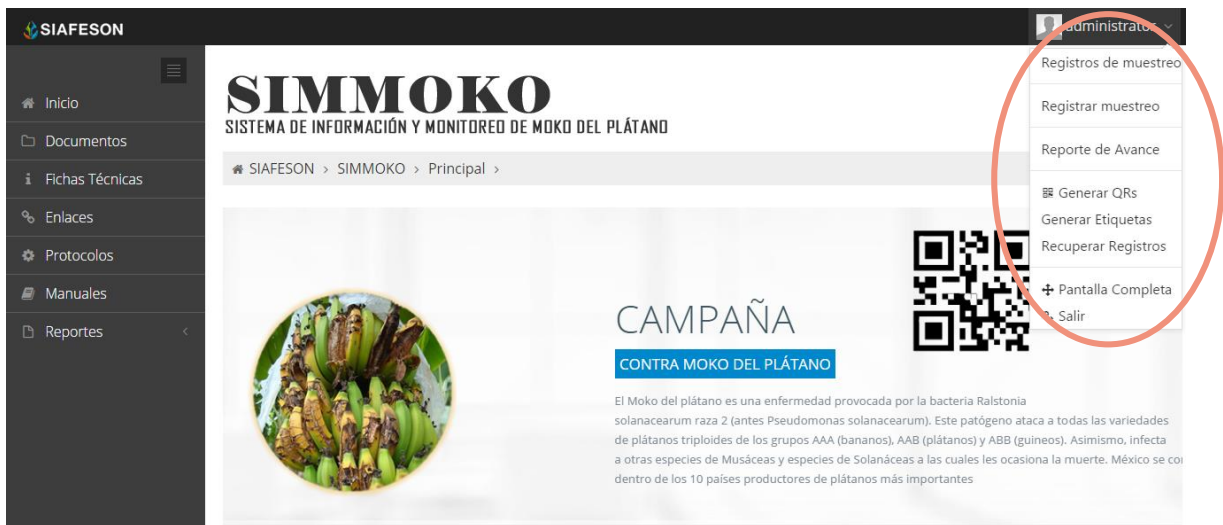 SIAFESON
administrator
Inicio
Documentos
Fichas Técnicas
Enlaces
Protocolos
Manuales
Reportes
SIMMOKO
SISTEMA DE INFORMACIÓN Y MONITOREO DE MOKO DEL PLÁTANO
SIAFESON > SIMMOKO > Principal >
Registros de muestreo
Registrar muestreo
Reporte de Avance
Generar QRs
Generar Etiquetas
Recuperar Registros
Pantalla Completa
Salir
CAMPAÑA
CONTRA MOKO DEL PLÁTANO
El Moko del plátano es una enfermedad provocada por la bacteria Ralstonia
solanacearum raza 2 (antes Pseudomonas solanacearum). Este patógeno ataca a todas las variedades
de plátanos triploides de los grupos AAA (bananos), AAB (plátanos) y ABB (guineos). Asimismo, infecta
a otras especies de Musáceas y especies de Solanáceas a las cuales les ocasiona la muerte. México se
dentro de los 10 países productores de plátanos más importantes